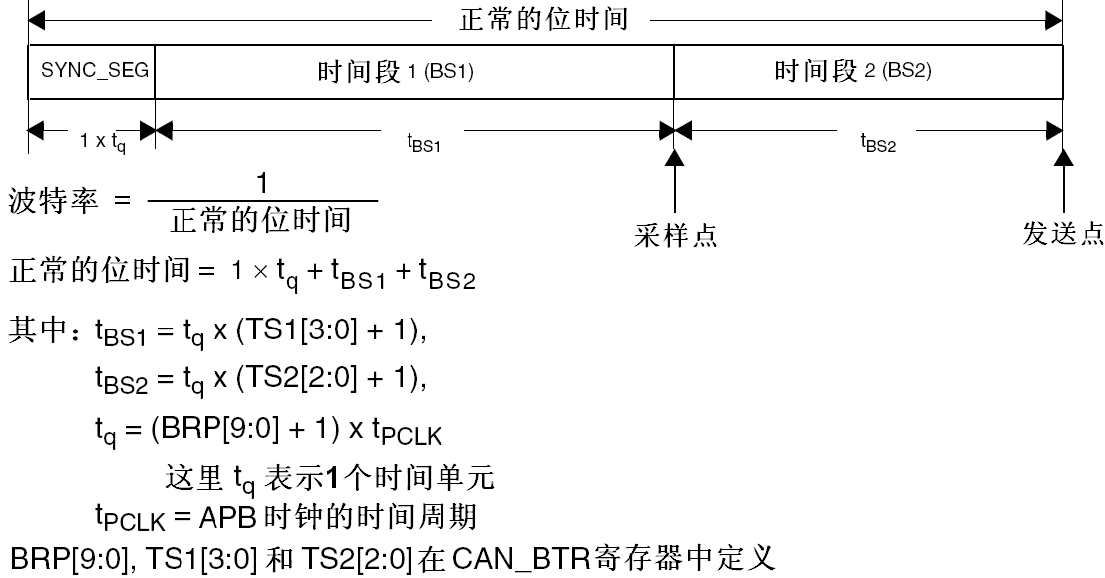 正常的位时间
SYNC_SEG 时间段 1 (BS1) 时间段 2 (BS2)
1 x tq tBS1 tBS2
波特率 = 1 / 正常的位时间
采样点 发送点
正常的位时间 = 1 × tq + tBS1 + tBS2
其中: tBS1 = tq x (TS1[3:0] + 1),
tBS2 = tq x (TS2[2:0] + 1),
tq = (BRP[9:0] + 1) x tPCLK
这里 tq 表示1个时间单元
tPCLK = APB 时钟的时间周期
BRP[9:0], TS1[3:0] 和 TS2[2:0]在 CAN_BTR寄存器中定义